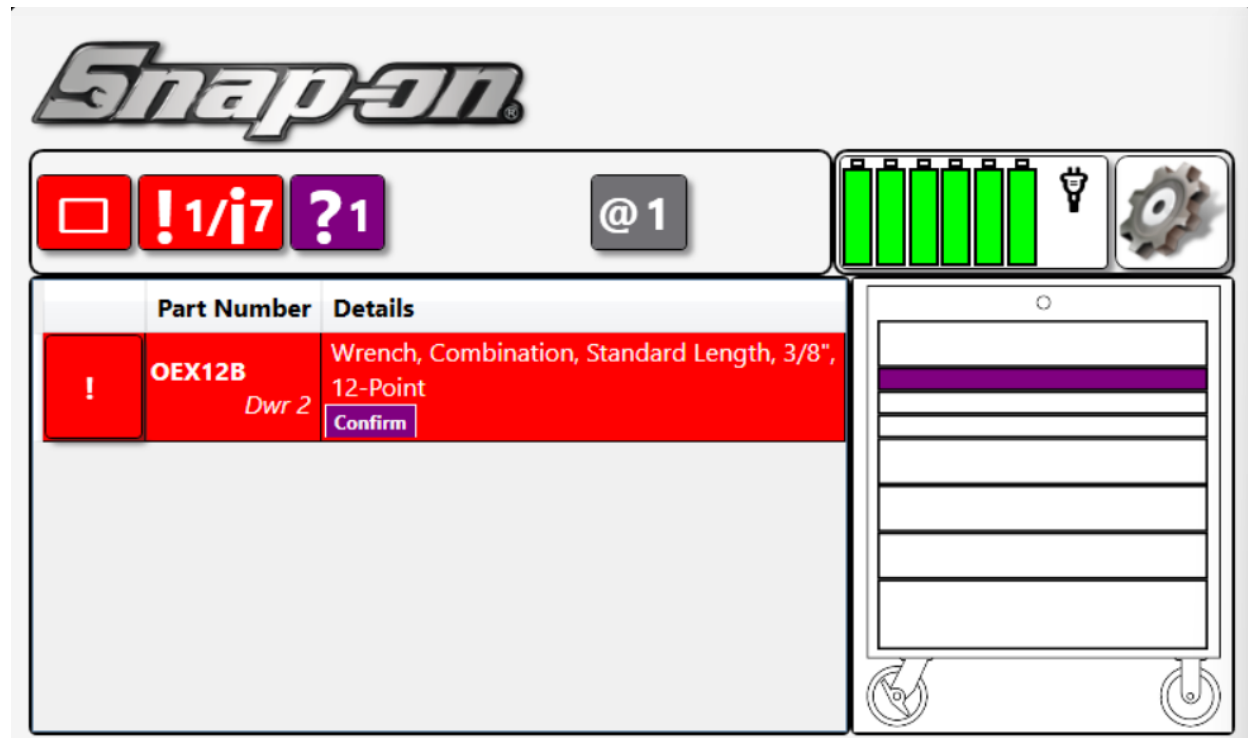 Snap-on®
! 1/i7 ? 1 @ 1
Part Number Details
! OEX12B Wrench, Combination, Standard Length, 3/8",
Dwr 2 12-Point
Confirm